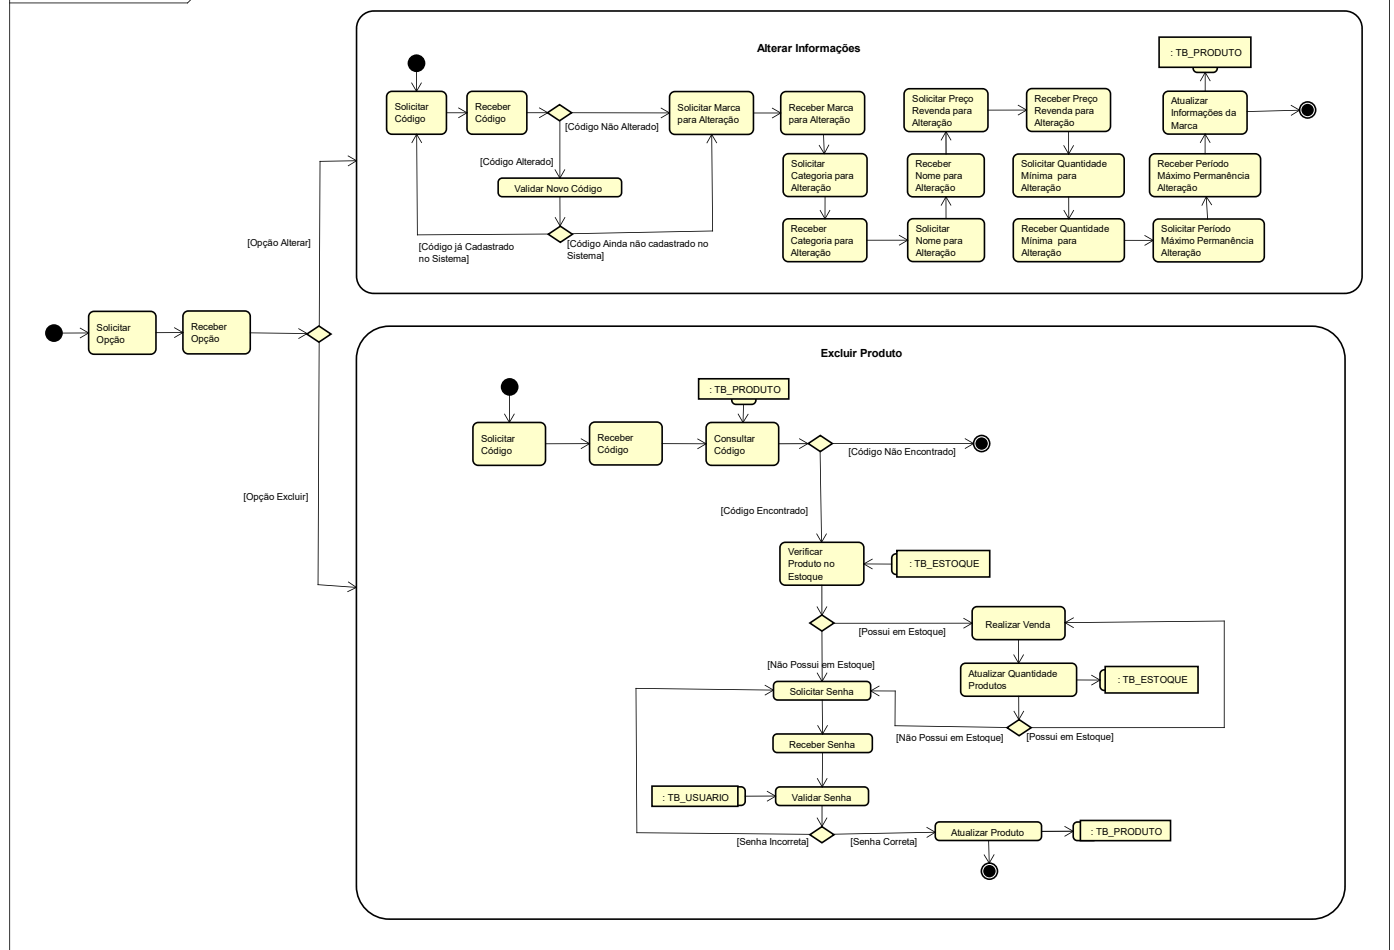 Alterar Informações
: TB_PRODUTO
Solicitar
Código
Receber
Código
[Código Não Alterado]
Solicitar Marca
para Alteração
Receber Marca
para Alteração
Solicitar Preço
Revenda para
Alteração
Receber Preço
Revenda para
Alteração
Atualizar
Informações da
Marca
[Código Alterado]
Validar Novo Código
Solicitar
Categoria para
Alteração
Receber
Nome para
Alteração
Solicitar Quantidade
Mínima  para
Alteração
Receber Período
Máximo Permanência
Alteração
[Código já Cadastrado
no Sistema]
[Código Ainda não cadastrado no
Sistema]
Receber
Categoria para
Alteração
Solicitar
Nome para
Alteração
Receber Quantidade
Mínima  para
Alteração
Solicitar Período
Máximo Permanência
Alteração
[Opção Alterar]
Solicitar
Opção
Receber
Opção
[Opção Excluir]
Excluir Produto
: TB_PRODUTO
Solicitar
Código
Receber
Código
Consultar
Código
[Código Não Encontrado]
[Código Encontrado]
Verificar
Produto no
Estoque
: TB_ESTOQUE
[Possui em Estoque]
Realizar Venda
[Não Possui em Estoque]
Atualizar Quantidade
Produtos
: TB_ESTOQUE
Solicitar Senha
[Não Possui em Estoque]
[Possui em Estoque]
Receber Senha
: TB_USUARIO
Validar Senha
[Senha Incorreta]
[Senha Correta]
Atualizar Produto
: TB_PRODUTO